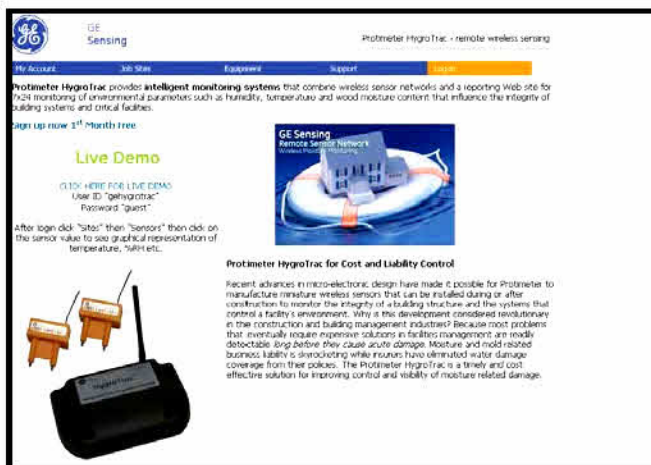 GE
Sensing
Protimeter HygroTrac - remote wireless sensing
My Account
Job Sites
Equipment
Support
Logout
Protimeter HygroTrac provides intelligent monitoring systems that combine wireless sensor networks and a reporting Web site for
7x24 monitoring of environmental parameters such as humidity, temperature and wood moisture content that influence the integrity of
building systems and critical facilities.
Sign up now 1st Month Free
GE Sensing
Remote Sensor Network
Wireless Moisture Monitoring
Live Demo
CLICK HERE FOR LIVE DEMO
User ID "gehygrotrac"
Password "guest"
After login click "Sites" then "Sensors" then click on
the sensor value to see graphical representation of
temperature, %RH etc.
Protimeter HygroTrac for Cost and Liability Control
Recent advances in micro-electronic design have made it possible for Protimeter to
manufacture miniature wireless sensors that can be installed during or after
construction to monitor the integrity of a building structure and the systems that
control a facility's environment. Why is this development considered revolutionary
in the construction and building management industries? Because most problems
that eventually require expensive solutions in facilities management are readily
detectable long before they cause acute damage. Moisture and mold related
business liability is skyrocketing while insurers have eliminated water damage
coverage from their policies. The Protimeter HygroTrac is a timely and cost
effective solution for improving control and visibility of moisture related damage.
HygroTrac